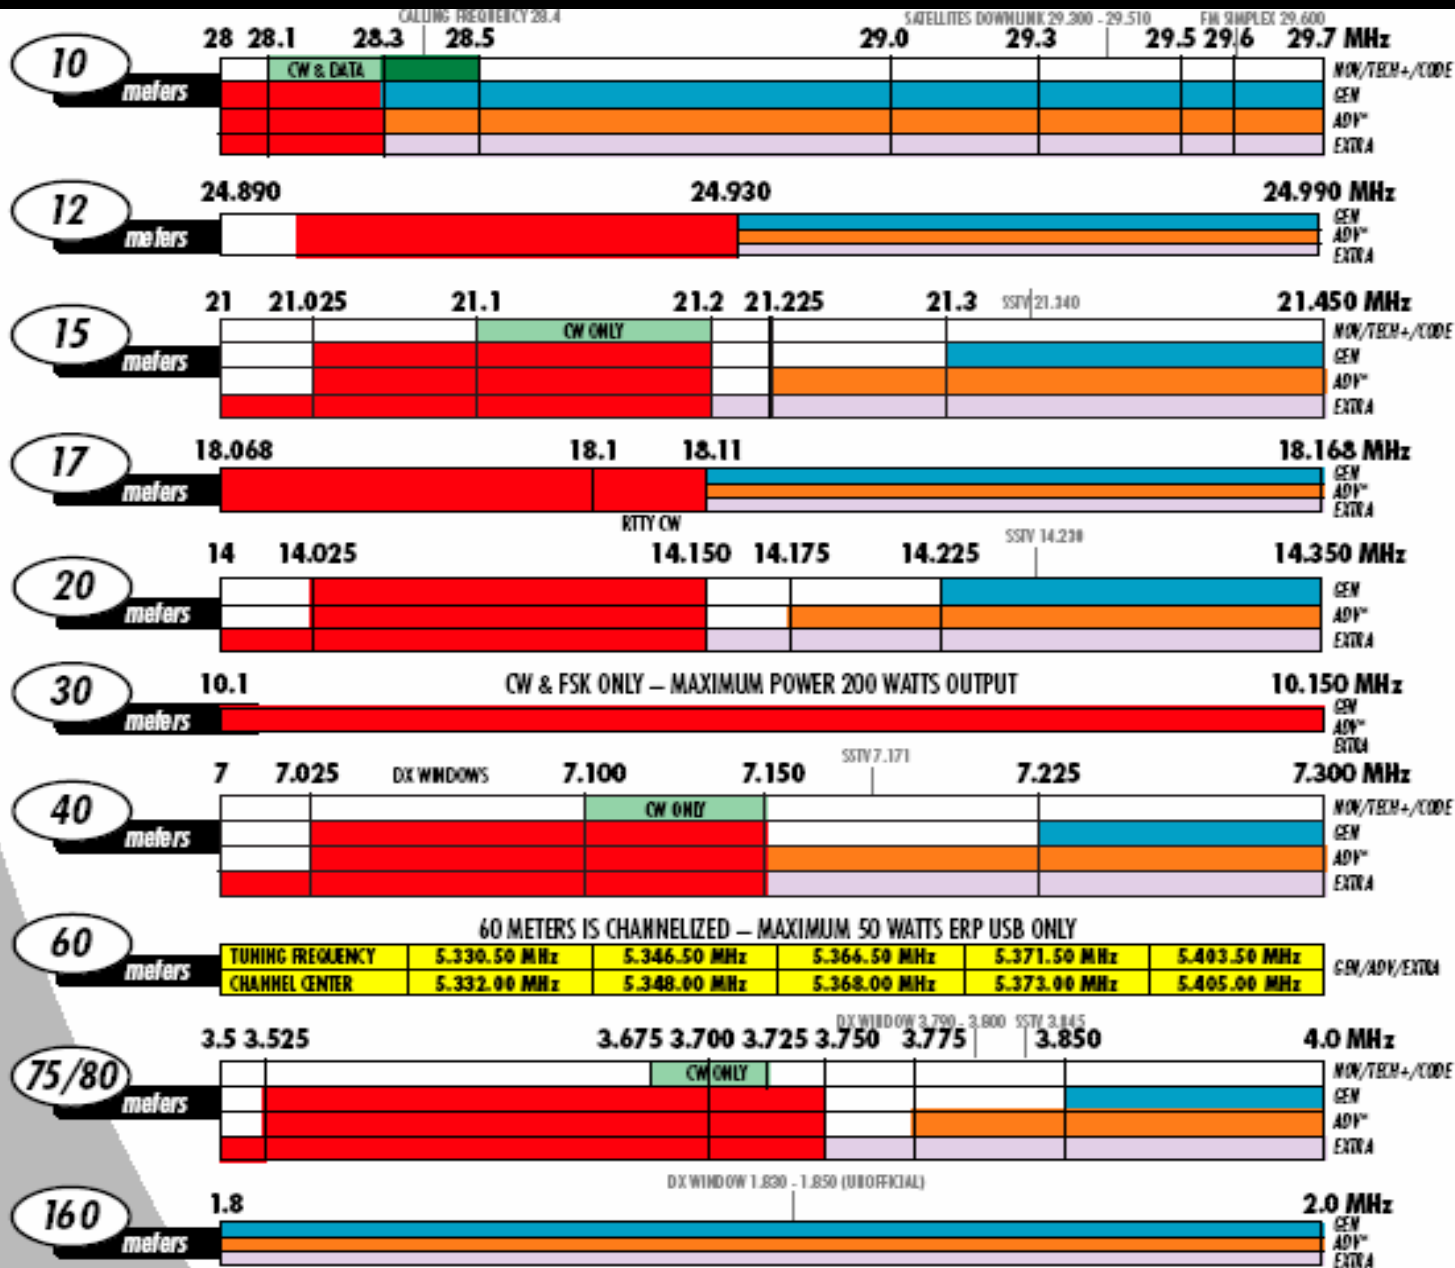 CALLING FREQUENCY 28.4 SATELLITES DOWNLINK 29.300 - 29.510 FM SIMPLEX 29.600
28 28.1 28.3 28.5 29.0 29.3 29.5 29.6 29.7 MHz
10 meters
CW & DATA
NOV/TECH+/CODE
GEN
ADV*
EXTRA
24.890 24.930 24.990 MHz
12 meters
GEN
ADV*
EXTRA
21 21.025 21.1 21.2 21.225 21.3 SSTV 21.340 21.450 MHz
15 meters
CW ONLY
NOV/TECH+/CODE
GEN
ADV*
EXTRA
18.068 18.1 18.11 18.168 MHz
17 meters
GEN
ADV*
EXTRA
RTTY CW
SSTV 14.230
14 14.025 14.150 14.175 14.225 14.350 MHz
20 meters
GEN
ADV*
EXTRA
10.1 CW & FSK ONLY – MAXIMUM POWER 200 WATTS OUTPUT 10.150 MHz
30 meters
GEN
ADV*
EXTRA
SSTV 7.171
7 7.025 DX WINDOWS 7.100 7.150 7.225 7.300 MHz
40 meters
CW ONLY
NOV/TECH+/CODE
GEN
ADV*
EXTRA
60 METERS IS CHANNELIZED – MAXIMUM 50 WATTS ERP USB ONLY
60 meters
TUNING FREQUENCY 5.330.50 MHz 5.346.50 MHz 5.366.50 MHz 5.371.50 MHz 5.403.50 MHz
CHANNEL CENTER 5.332.00 MHz 5.348.00 MHz 5.368.00 MHz 5.373.00 MHz 5.405.00 MHz
GEN/ADV/EXTRA
DX WINDOW 3.790 - 3.800 SSTV 3.845
3.5 3.525 3.675 3.700 3.725 3.750 3.775 3.850 4.0 MHz
75/80 meters
CW ONLY
NOV/TECH+/CODE
GEN
ADV*
EXTRA
DX WINDOW 1.830 - 1.850 (UNOFFICIAL)
1.8 2.0 MHz
160 meters
GEN
ADV*
EXTRA